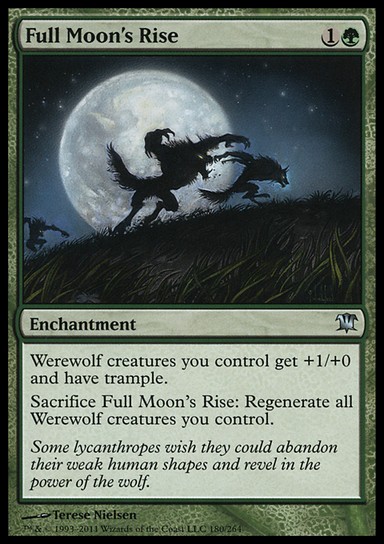 Full Moon's Rise 1
Enchantment
Werewolf creatures you control get +1/+0
and have trample.
Sacrifice Full Moon's Rise: Regenerate all
Werewolf creatures you control.
Some lycanthropes wish they could abandon
their weak human shapes and revel in the
power of the wolf.
Terese Nielsen
™ & © 1993–2011 Wizards of the Coast LLC 180/264